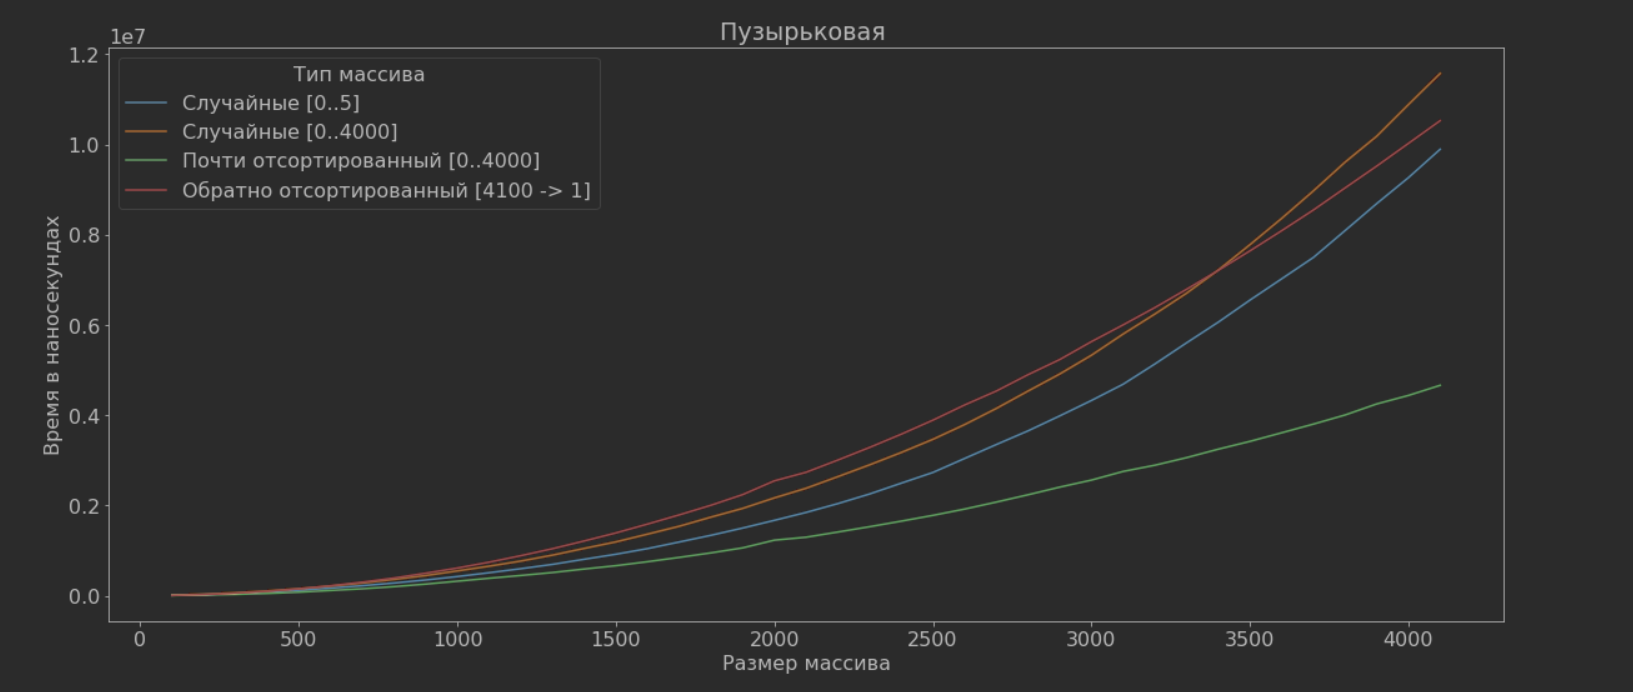 Пузырьковая
1e7
1.2
1.0
0.8
0.6
0.4
0.2
0.0
Время в наносекундах
Тип массива
Случайные [0..5]
Случайные [0..4000]
Почти отсортированный [0..4000]
Обратно отсортированный [4100 -> 1]
0 500 1000 1500 2000 2500 3000 3500 4000
Размер массива